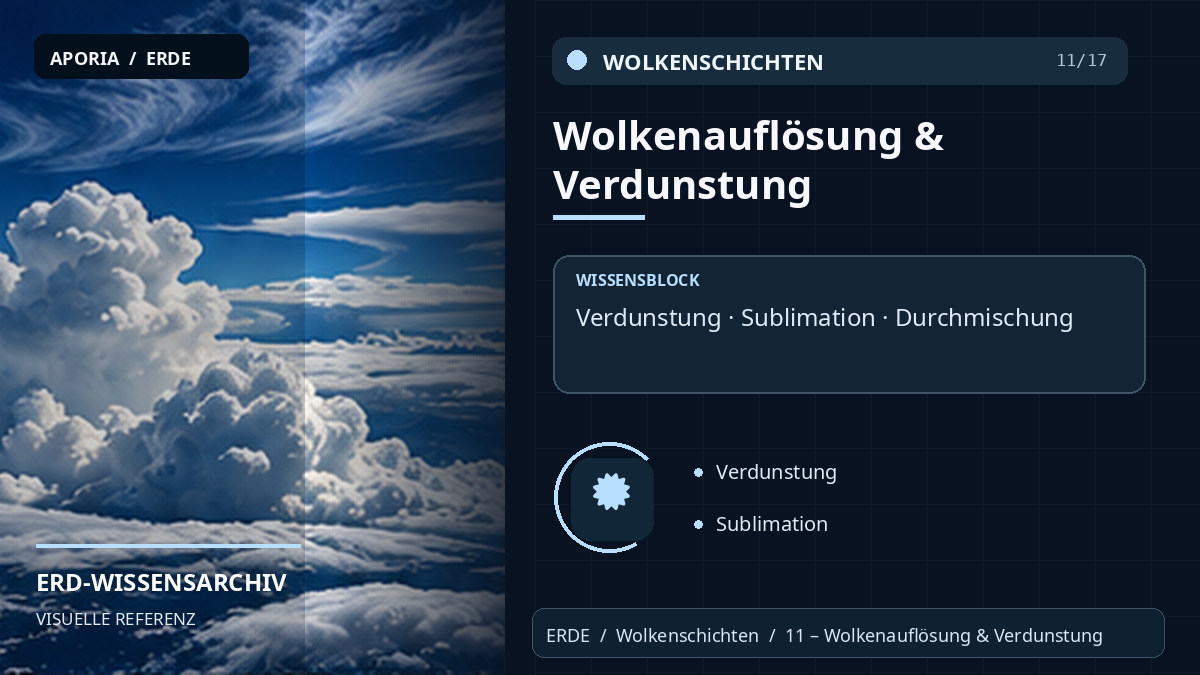 APORIA / ERDE
ERD-WISSENSARCHIV
VISUELLE REFERENZ
WOLKENSCHICHTEN
11/17
Wolkenauflösung &
Verdunstung
WISSENSBLOCK
Verdunstung · Sublimation · Durchmischung
Verdunstung
Sublimation
ERDE / Wolkenschichten / 11 – Wolkenauflösung & Verdunstung